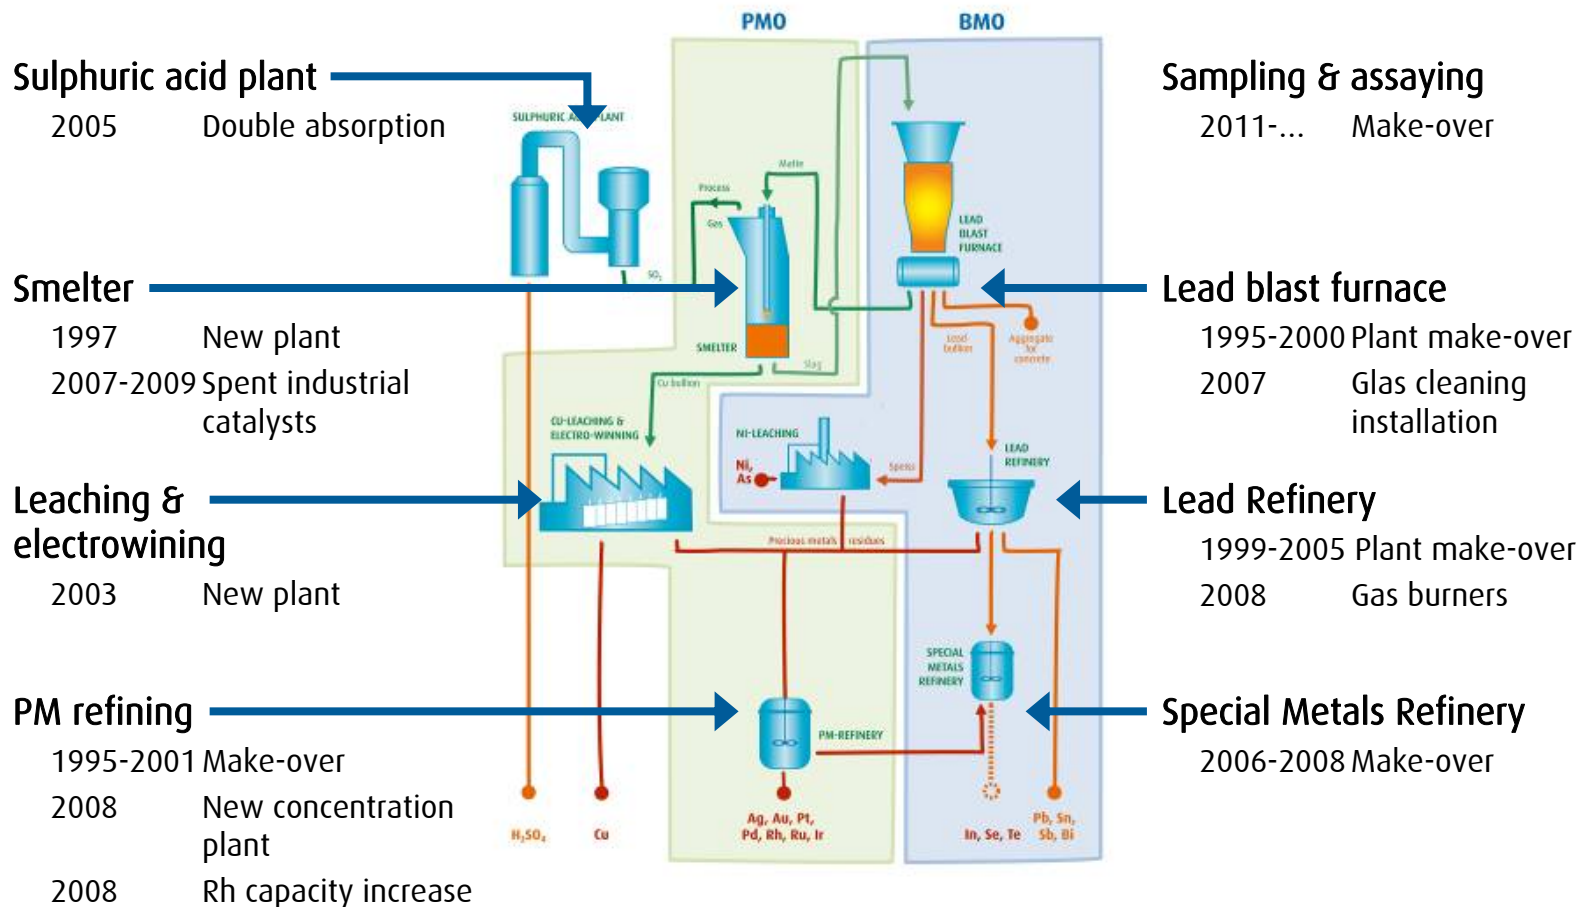 PMO
BMO
Sulphuric acid plant
2005 Double absorption
Smelter
1997 New plant
2007-2009 Spent industrial
catalysts
Leaching &
electrowining
2003 New plant
PM refining
1995-2001 Make-over
2008 New concentration
plant
2008 Rh capacity increase
SULPHURIC PLANT
Process
Gas
SO₂
Matte
SMELTER
Slag
Cu bullion
CU-LEACHING &
ELECTRO-WINNING
NI-LEACHING
Ni,
As
Speiss
LEAD
BLAST
FURNACE
Lead
bullion
Aggregate
for
concrete
LEAD
REFINERY
Precious metals residues
SPECIAL
METALS
REFINERY
PM-REFINERY
H₂SO₄
Cu
Ag, Au, Pt,
Pd, Rh, Ru, Ir
In, Se, Te
Pb, Sn,
Sb, Bi
Sampling & assaying
2011-... Make-over
Lead blast furnace
1995-2000 Plant make-over
2007 Glas cleaning
installation
Lead Refinery
1999-2005 Plant make-over
2008 Gas burners
Special Metals Refinery
2006-2008 Make-over